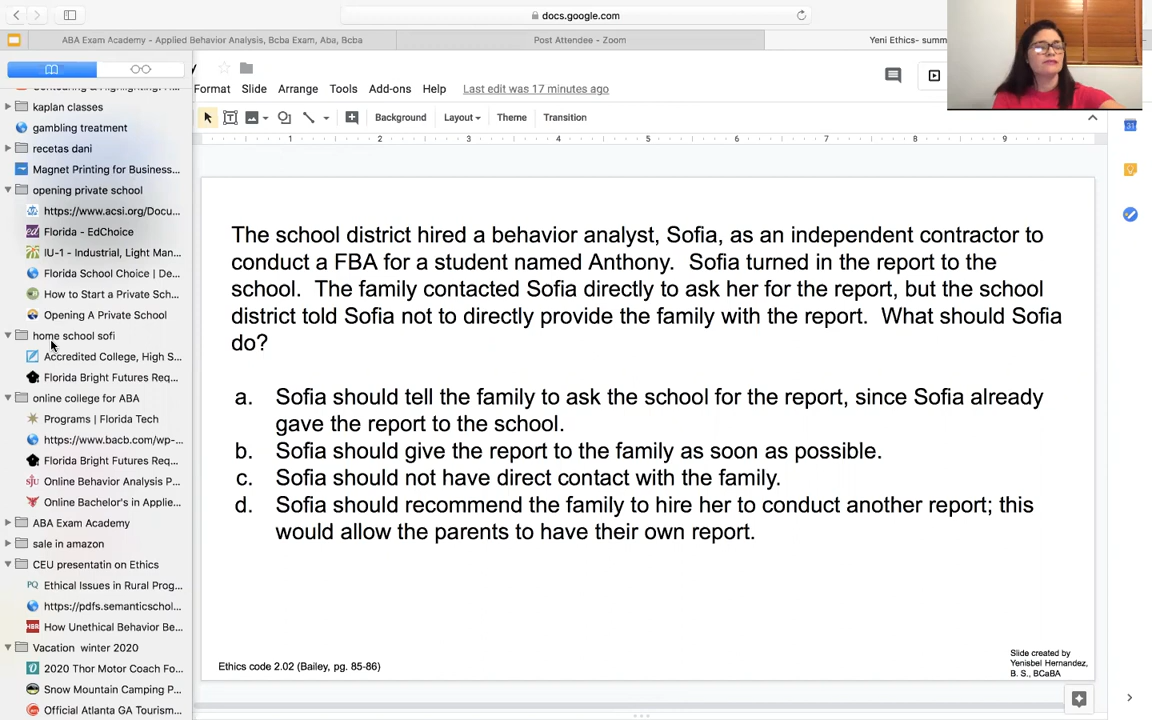 docs.google.com
ABA Exam Academy - Applied Behavior Analysis, Bcba Exam, Aba, Bcba
Post Attendee - Zoom
Yeni Ethics- summ
Format Slide Arrange Tools Add-ons Help Last edit was 17 minutes ago
Background Layout Theme Transition
1 2 3 4 5 6 7 8 9
kaplan classes
gambling treatment
recetas dani
Magnet Printing for Business...
opening private school
https://www.acsi.org/Docu...
Florida - EdChoice
IU-1 - Industrial, Light Man...
Florida School Choice | De...
How to Start a Private Sch...
Opening A Private School
home school sofi
Accredited College, High S...
Florida Bright Futures Req...
online college for ABA
Programs | Florida Tech
https://www.bacb.com/wp-...
Florida Bright Futures Req...
Online Behavior Analysis P...
Online Bachelor's in Applie...
ABA Exam Academy
sale in amazon
CEU presentatin on Ethics
Ethical Issues in Rural Prog...
https://pdfs.semanticschol...
How Unethical Behavior Be...
Vacation winter 2020
2020 Thor Motor Coach Fo...
Snow Mountain Camping P...
Official Atlanta GA Tourism...
The school district hired a behavior analyst, Sofia, as an independent contractor to
conduct a FBA for a student named Anthony. Sofia turned in the report to the
school. The family contacted Sofia directly to ask her for the report, but the school
district told Sofia not to directly provide the family with the report. What should Sofia
do?
a. Sofia should tell the family to ask the school for the report, since Sofia already
gave the report to the school.
b. Sofia should give the report to the family as soon as possible.
c. Sofia should not have direct contact with the family.
d. Sofia should recommend the family to hire her to conduct another report; this
would allow the parents to have their own report.
Ethics code 2.02 (Bailey, pg. 85-86)
Slide created by
Yenisbel Hernandez,
B. S., BCaBA